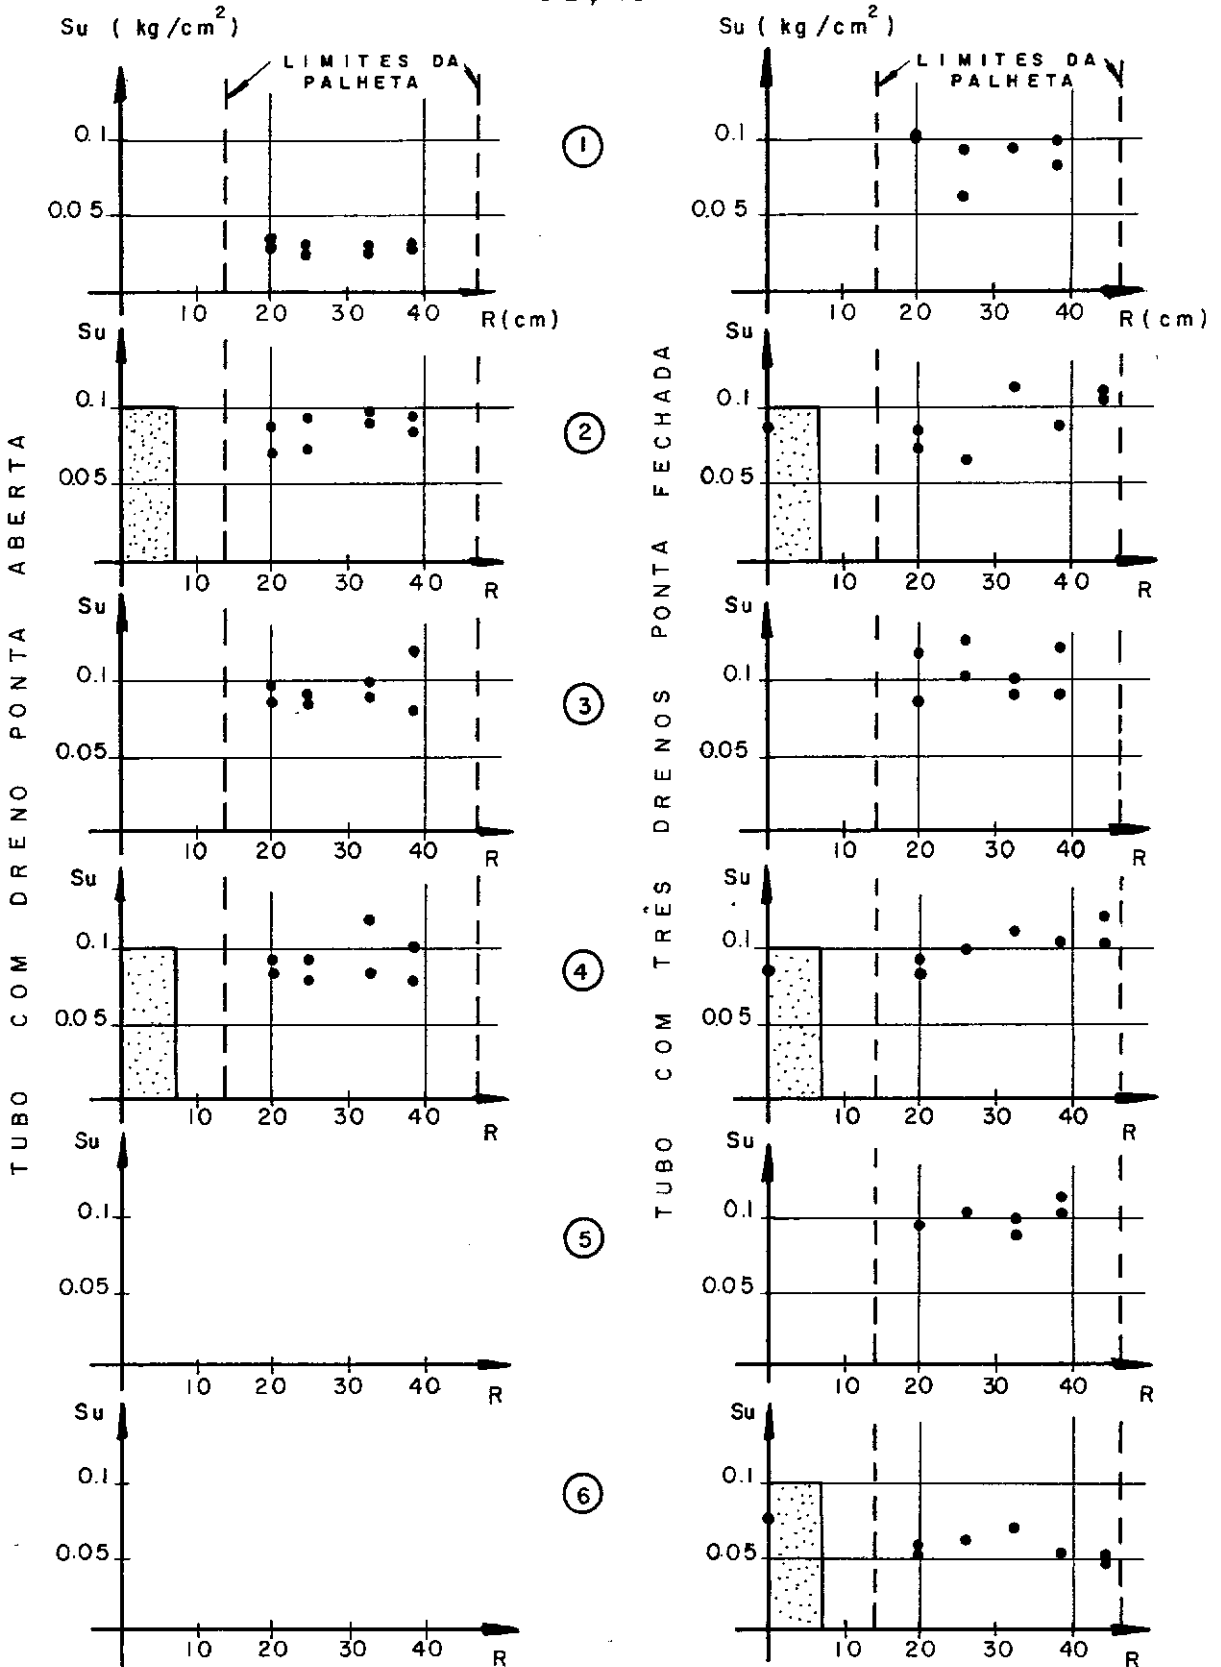 Su ( kg/cm²)
LIMITES DA
PALHETA
0.1
0.05
10 20 30 40 R(cm)
1
Su ( kg/cm²)
LIMITES DA
PALHETA
0.1
0.05
10 20 30 40 R(cm)
TUBO COM DRENO PONTA ABERTA
TUBO COM TRÊS DRENOS PONTA FECHADA
Su
0.1
0.05
10 20 30 40 R
2
Su
0.1
0.05
10 20 30 40 R
Su
0.1
0.05
10 20 30 40 R
3
Su
0.1
0.05
10 20 30 40 R
Su
0.1
0.05
10 20 30 40 R
4
Su
0.1
0.05
10 20 30 40 R
Su
0.1
0.05
10 20 30 40 R
5
Su
0.1
0.05
10 20 30 40 R
Su
0.1
0.05
10 20 30 40 R
6
Su
0.1
0.05
10 20 30 40 R